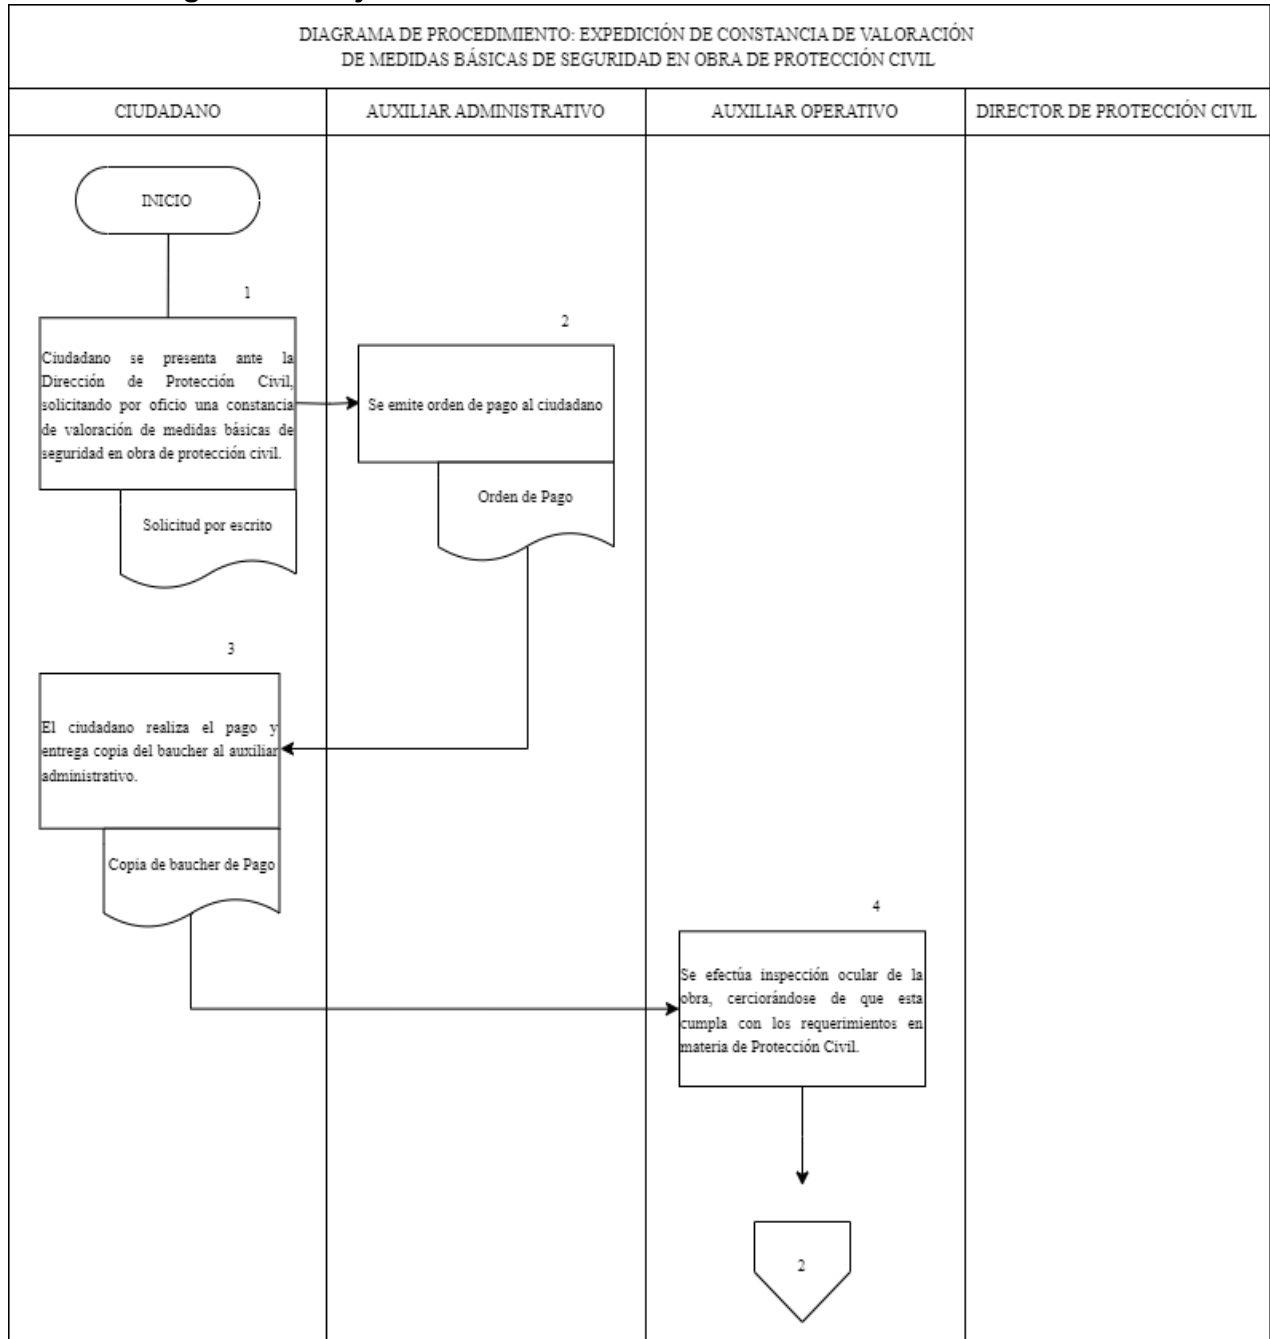 DIAGRAMA DE PROCEDIMIENTO: EXPEDICIÓN DE CONSTANCIA DE VALORACIÓN
DE MEDIDAS BÁSICAS DE SEGURIDAD EN OBRA DE PROTECCIÓN CIVIL
CIUDADANO
AUXILIAR ADMINISTRATIVO
AUXILIAR OPERATIVO
DIRECTOR DE PROTECCIÓN CIVIL
INICIO
1
Ciudadano se presenta ante la
Dirección de Protección Civil,
solicitando por oficio una constancia
de valoración de medidas básicas de
seguridad en obra de protección civil.
Solicitud por escrito
2
Se emite orden de pago al ciudadano
Orden de Pago
3
El ciudadano realiza el pago y
entrega copia del baucher al auxiliar
administrativo.
Copia de baucher de Pago
4
Se efectúa inspección ocular de la
obra, cerciorándose de que esta
cumpla con los requerimientos en
materia de Protección Civil.
2